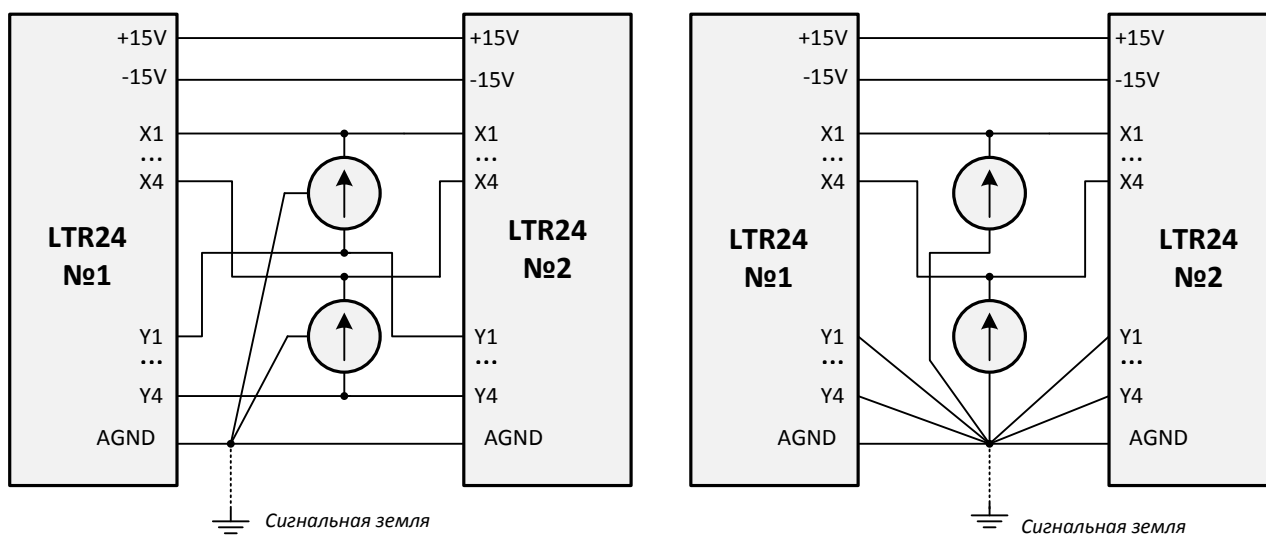 +15V
-15V
X1
...
X4
LTR24
№1
Y1
...
Y4
AGND
+15V
-15V
X1
...
X4
LTR24
№2
Y1
...
Y4
AGND
Сигнальная земля
+15V
-15V
X1
...
X4
LTR24
№1
Y1
...
Y4
AGND
+15V
-15V
X1
...
X4
LTR24
№2
Y1
...
Y4
AGND
Сигнальная земля